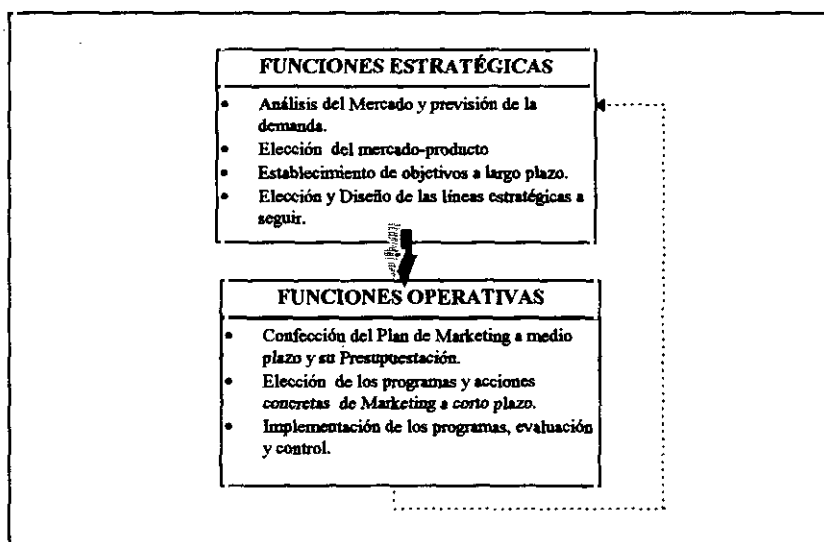 FUNCIONES ESTRATÉGICAS
• Análisis del Mercado y previsión de la
demanda.
• Elección del mercado-producto
• Establecimiento de objetivos a largo plazo.
• Elección y Diseño de las líneas estratégicas a
seguir.
FUNCIONES OPERATIVAS
• Confección del Plan de Marketing a medio
plazo y su Presupuestación.
• Elección de los programas y acciones
concretas de Marketing a corto plazo.
• Implementación de los programas, evaluación
y control.